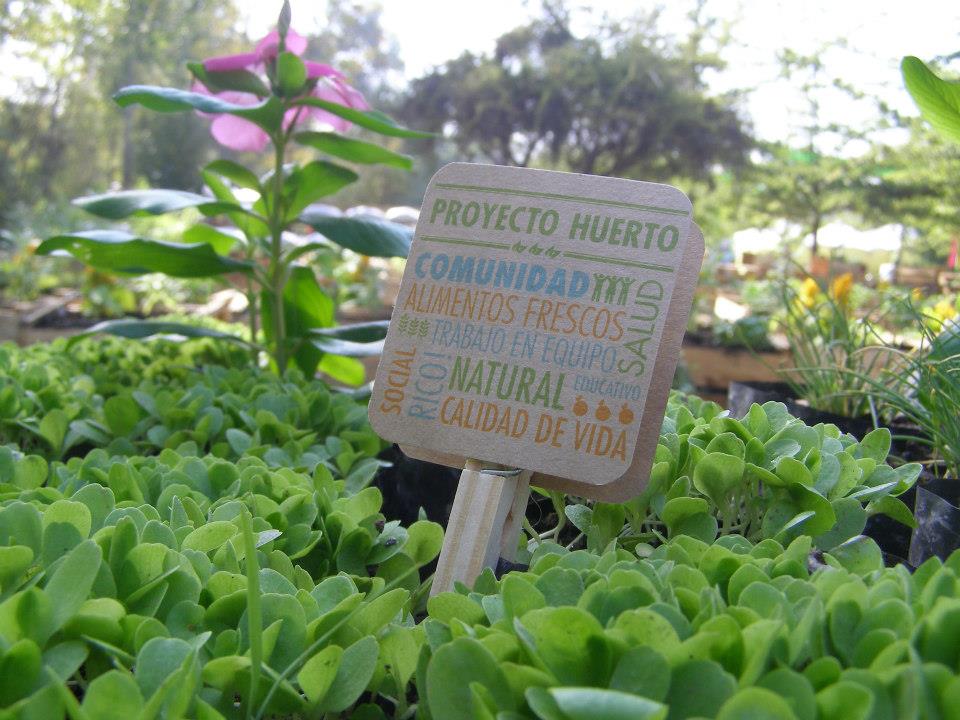 PROYECTO HUERTO
COMUNIDAD
ALIMENTOS FRESCOS
SALUD
TRABAJO EN EQUIPO
SOCIAL
RICO!
NATURAL
EDUCATIVO
CALIDAD DE VIDA